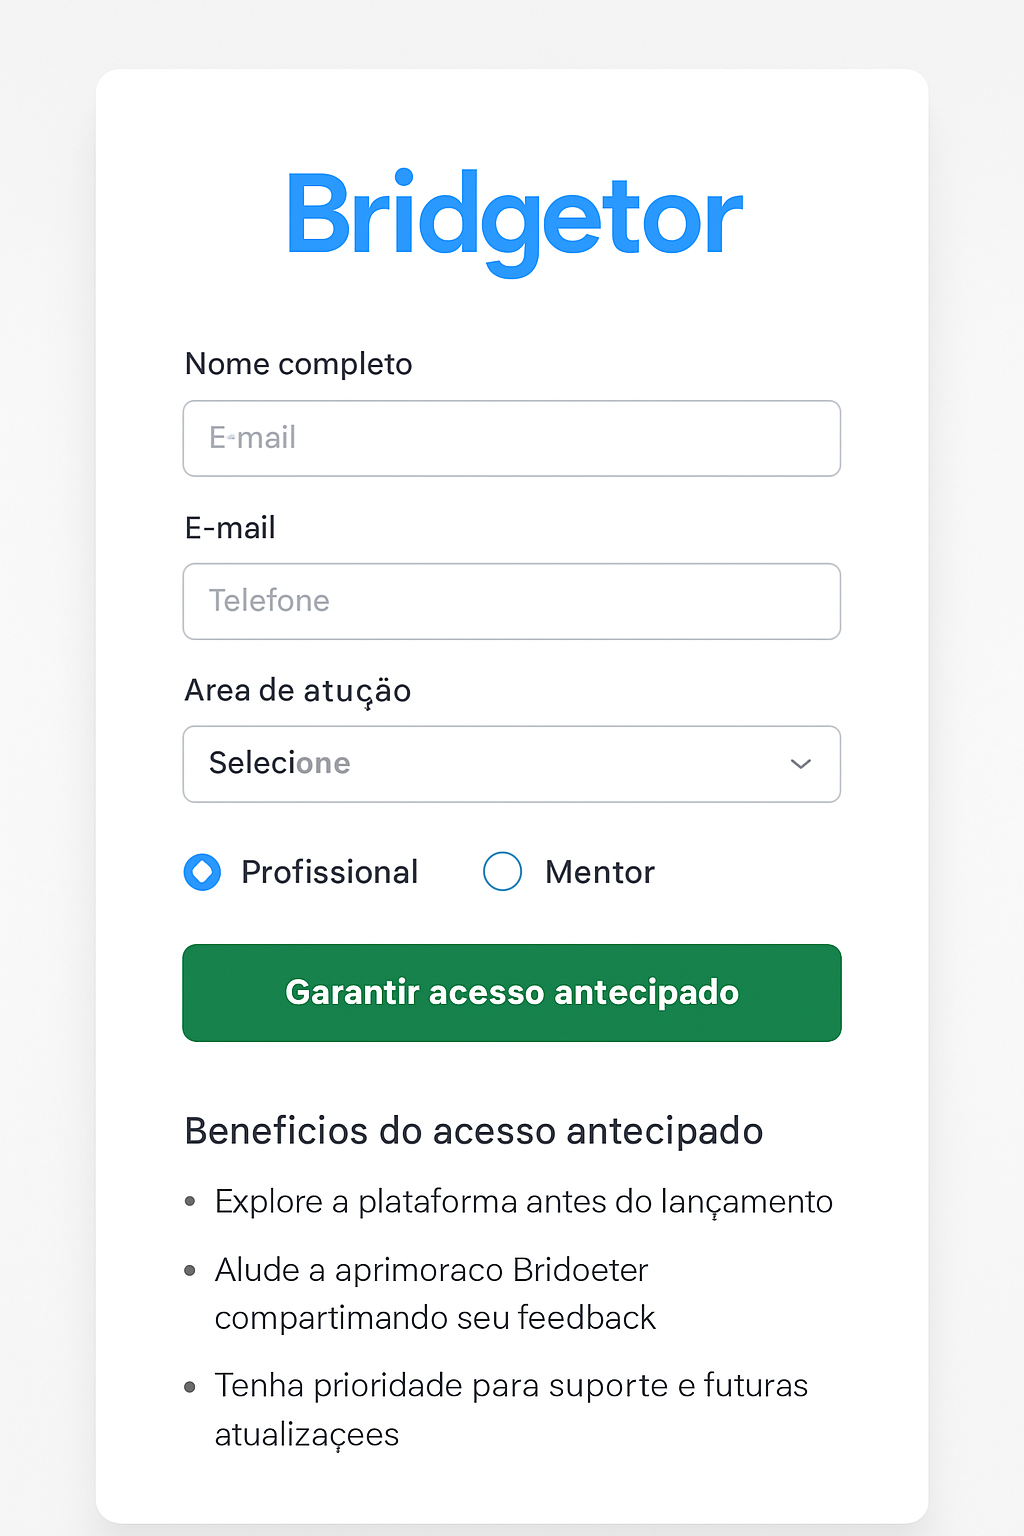 Bridgetor
Nome completo
E-mail
E-mail
Telefone
Area de atuçäo
Selecione
Profissional Mentor
Garantir acesso antecipado
Beneficios do acesso antecipado
• Explore a plataforma antes do lançamento
• Alude a aprimoraco Bridoeter
compartimando seu feedback
• Tenha prioridade para suporte e futuras
atualizaçees